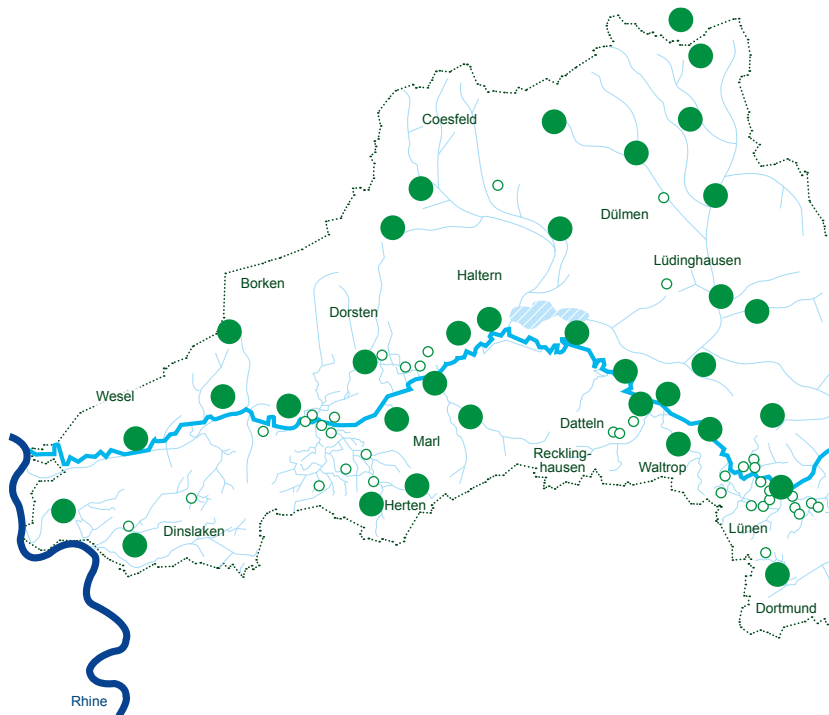 Coesfeld
Dülmen
Lüdinghausen
Haltern
Borken
Dorsten
Wesel
Datteln
Marl
Reckling-
hausen
Waltrop
Herten
Lünen
Dinslaken
Dortmund
Rhine